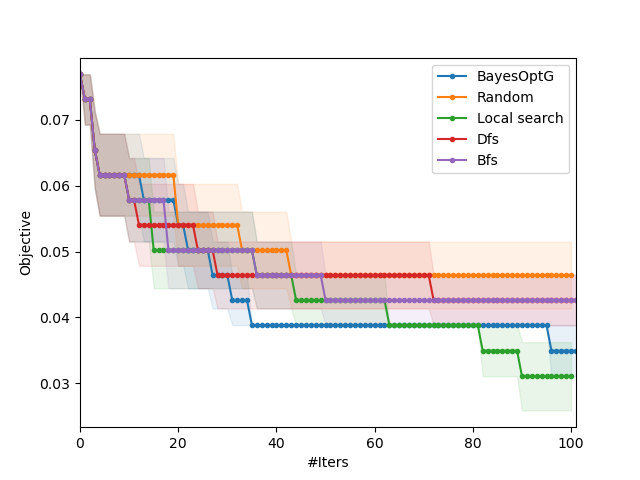 BayesOptG
Random
Local search
Dfs
Bfs
0.07
0.06
0.05
0.04
0.03
Objective
0 20 40 60 80 100
#Iters